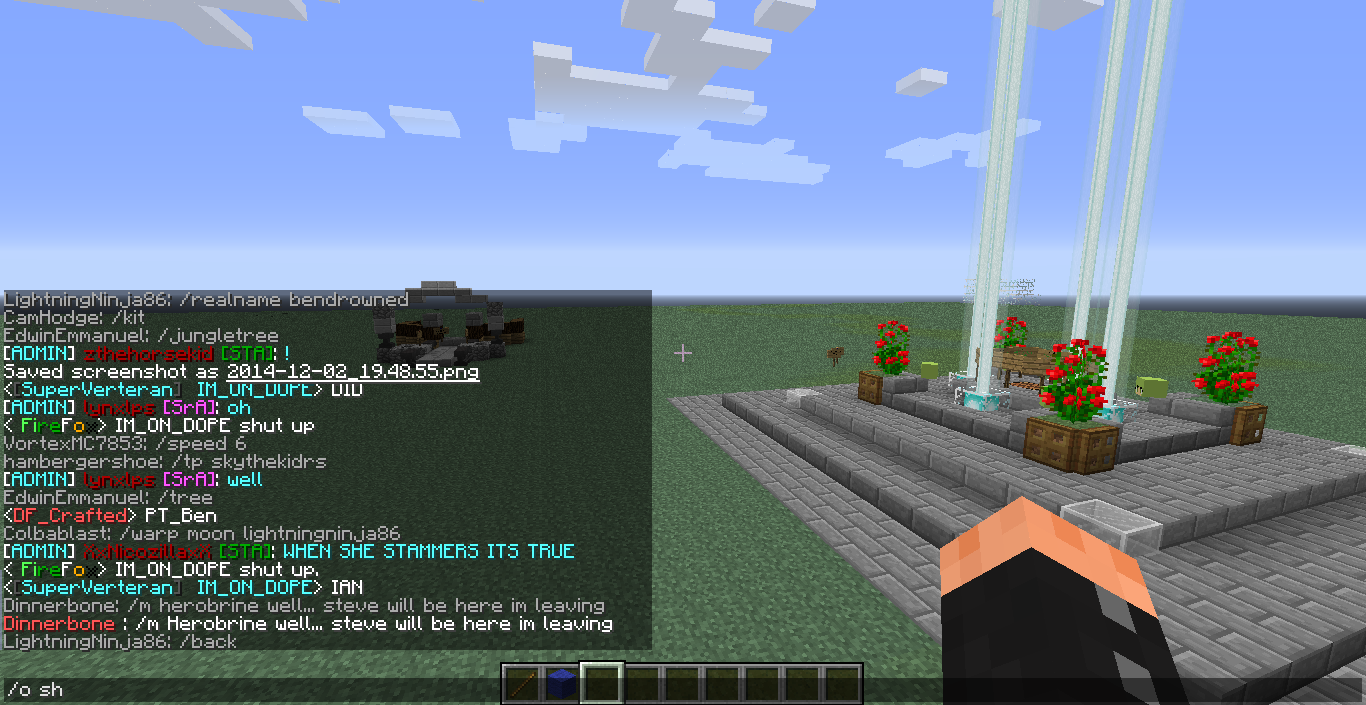 LightningNinja86: /realname bendrowned
CamHodge: /kit
EdwinEmmanuel: /jungletree
[ADMIN] zthehorsekid [STA]: !
Saved screenshot as 2014-12-02_19.48.55.png
<[SuperVerteran] IM_ON_DOPE> DID
[ADMIN] lynxlps [SrA]: oh
< FireFox> IM_ON_DOPE shut up
VortexMC7853: /speed 6
hambergershoe: /tp skythekidrs
[ADMIN] lynxlps [SrA]: well
EdwinEmmanuel: /tree
<DF_Crafted> PT_Ben
Colbablast: /warp moon lightningninja86
[ADMIN] XxNicozillaxX [STA]: WHEN SHE STAMMERS ITS TRUE
< FireFox> IM_ON_DOPE shut up.
<[SuperVerteran] IM_ON_DOPE> IAN
Dinnerbone: /m herobrine well... steve will be here im leaving
Dinnerbone : /m Herobrine well... steve will be here im leaving
LightningNinja86: /back
/o sh